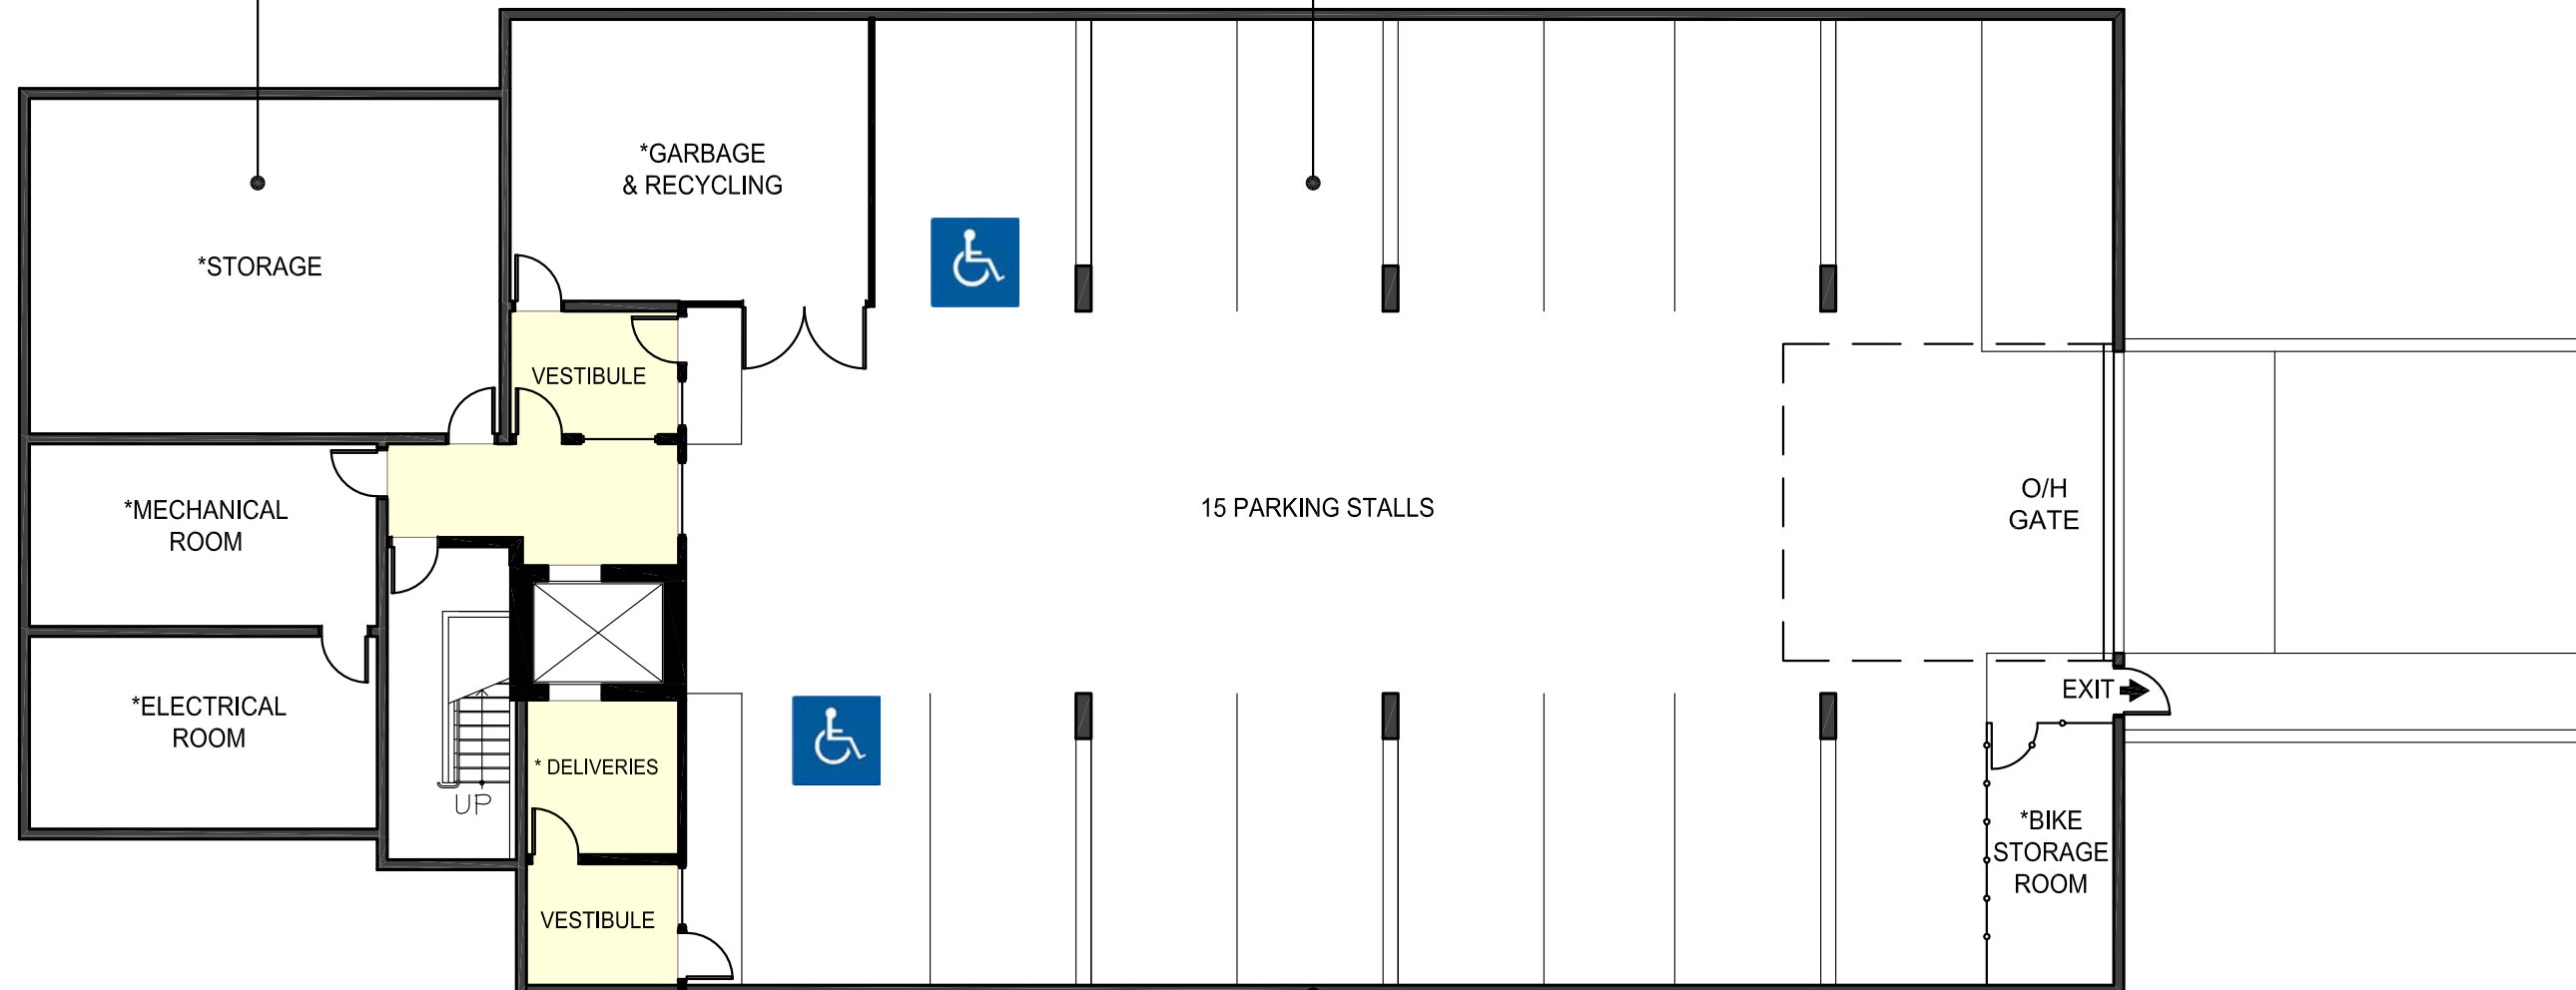 *GARBAGE
& RECYCLING
*STORAGE
VESTIBULE
*MECHANICAL
ROOM
15 PARKING STALLS
O/H
GATE
*ELECTRICAL
ROOM
EXIT
* DELIVERIES
UP
*BIKE
STORAGE
ROOM
VESTIBULE